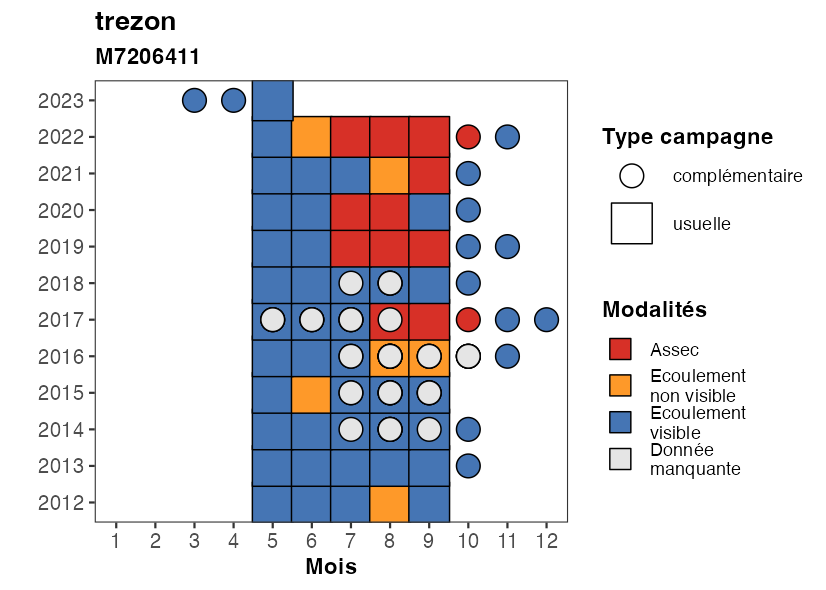 trezon
M7206411
2023
2022
2021
2020
2019
2018
2017
2016
2015
2014
2013
2012
1 2 3 4 5 6 7 8 9 10 11 12
Mois
Type campagne
complémentaire
usuelle
Modalités
Assec
Ecoulement
non visible
Ecoulement
visible
Donnée
manquante